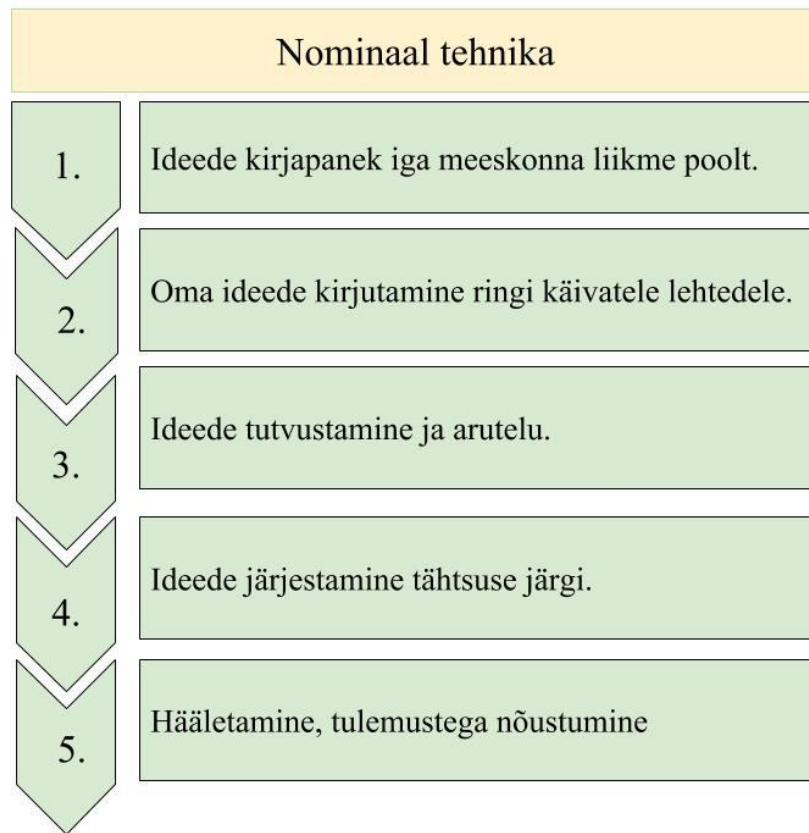 Nominaal tehnika
1.
Ideede kirjapanek iga meeskonna liikme poolt.
2.
Oma ideede kirjutamine ringi käivatele lehtedele.
3.
Ideede tutvustamine ja arutelu.
4.
Ideede järjestamine tähtsuse järgi.
5.
Hääletamine, tulemustega nõustumine